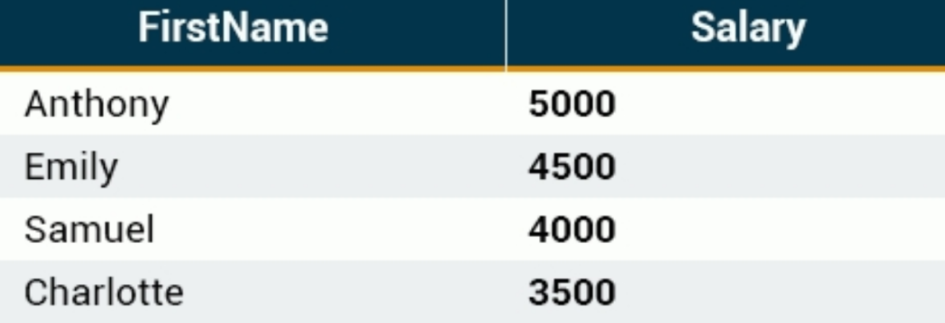 FirstName Salary
Anthony 5000
Emily 4500
Samuel 4000
Charlotte 3500